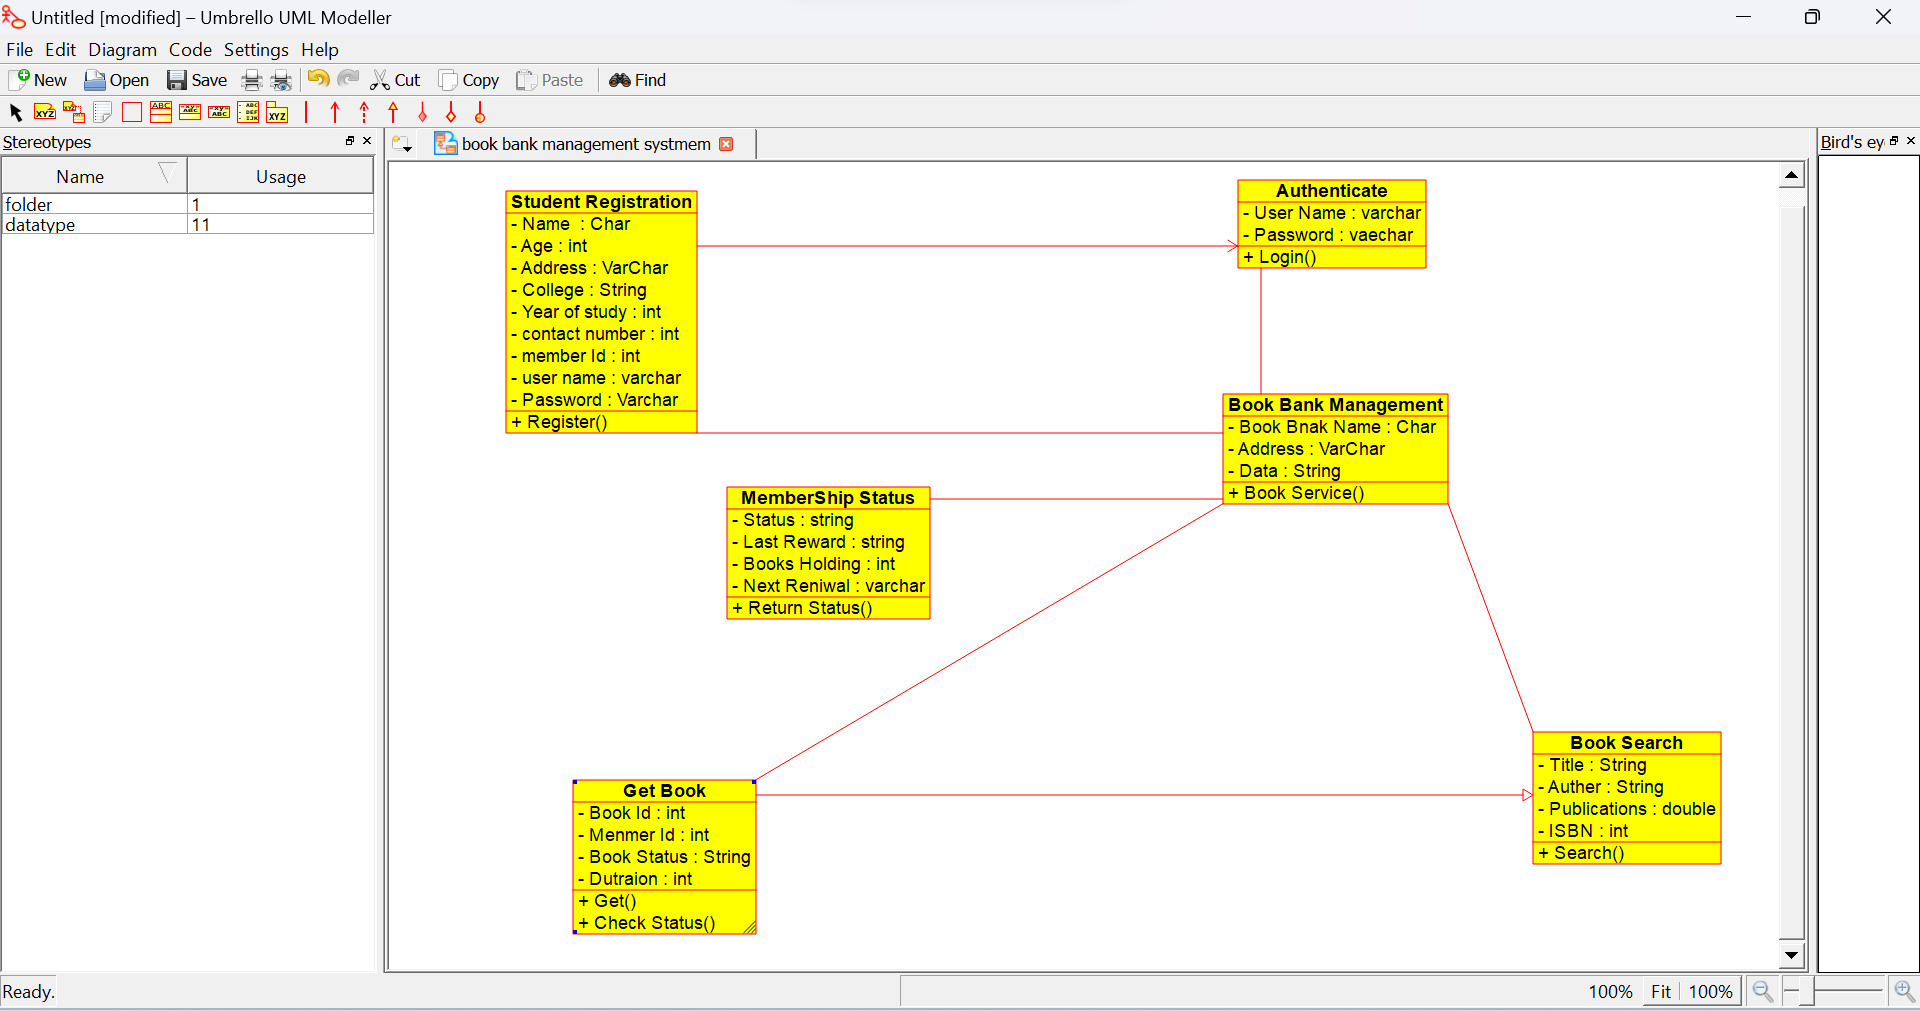 Untitled [modified] – Umbrello UML Modeller
File Edit Diagram Code Settings Help
New Open Save Cut Copy Paste Find
Stereotypes
Name Usage
folder 1
datatype 11
book bank management systmem
Student Registration
- Name : Char
- Age : int
- Address : VarChar
- College : String
- Year of study : int
- contact number : int
- member Id : int
- user name : varchar
- Password : Varchar
+ Register()
Authenticate
- User Name : varchar
- Password : vaechar
+ Login()
Book Bank Management
- Book Bnak Name : Char
- Address : VarChar
- Data : String
+ Book Service()
MemberShip Status
- Status : string
- Last Reward : string
- Books Holding : int
- Next Reniwal : varchar
+ Return Status()
Get Book
- Book Id : int
- Menmer Id : int
- Book Status : String
- Dutraion : int
+ Get()
+ Check Status()
Book Search
- Title : String
- Auther : String
- Publications : double
- ISBN : int
+ Search()
Bird's ey
Ready.
100% Fit 100%